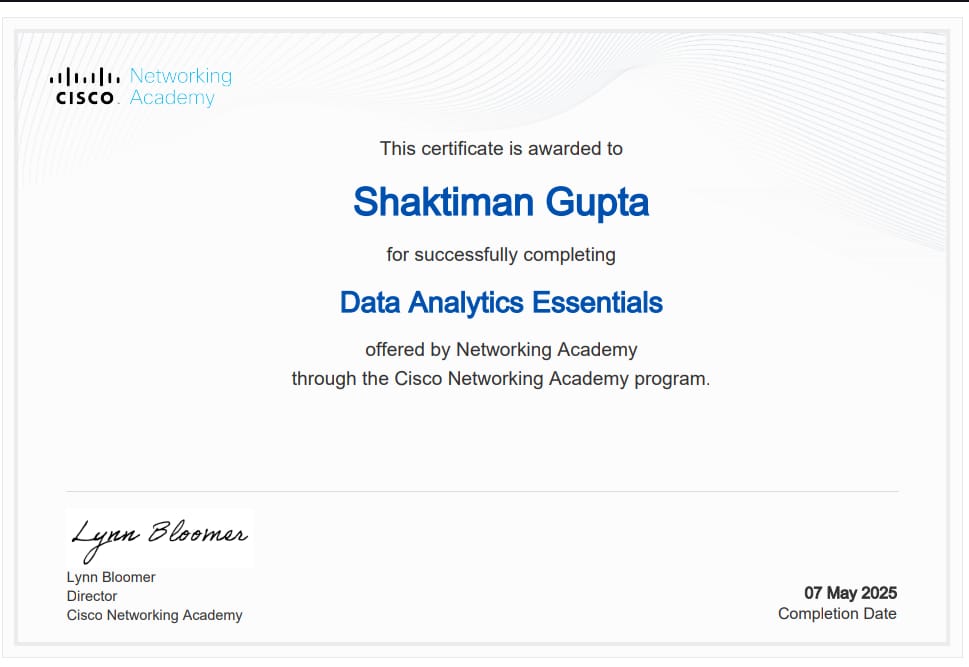 Networking
CISCO. Academy
This certificate is awarded to
Shaktiman Gupta
for successfully completing
Data Analytics Essentials
offered by Networking Academy
through the Cisco Networking Academy program.
Lynn Bloomer
Lynn Bloomer
Director
Cisco Networking Academy
07 May 2025
Completion Date